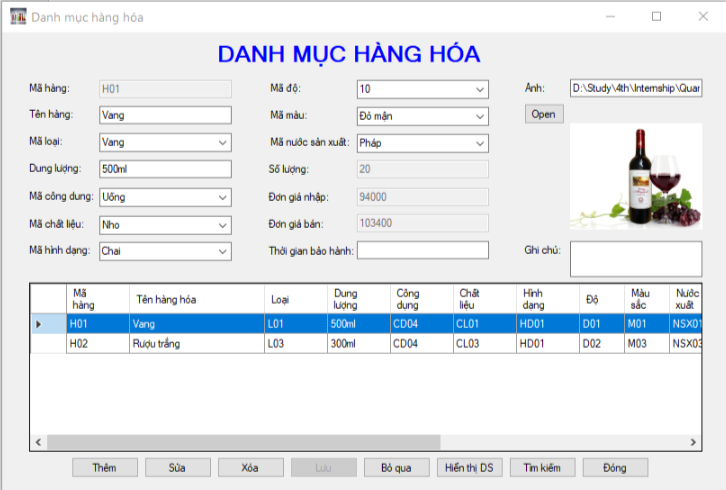 Danh mục hàng hóa
DANH MỤC HÀNG HÓA
Mã hàng: H01 Mã độ: 10 Ảnh: D:\Study\4th\Internship\Quar
Tên hàng: Vang Mã màu: Đỏ mận Open
Mã loại: Vang Mã nước sản xuất: Pháp
Dung lượng: 500ml Số lượng: 20
Mã công dung: Uống Đơn giá nhập: 94000
Mã chất liệu: Nho Đơn giá bán: 103400
Mã hình dạng: Chai Thời gian bảo hành: Ghi chú:
Mã hàng Tên hàng hóa Loại Dung lượng Công dung Chất liệu Hình dạng Độ Màu sắc Nước xuất
H01 Vang L01 500ml CD04 CL01 HD01 D01 M01 NSX01
H02 Rượu trắng L03 300ml CD04 CL03 HD01 D02 M03 NSX03
Thêm Sửa Xóa Lưu Bỏ qua Hiển thị DS Tìm kiếm Đóng